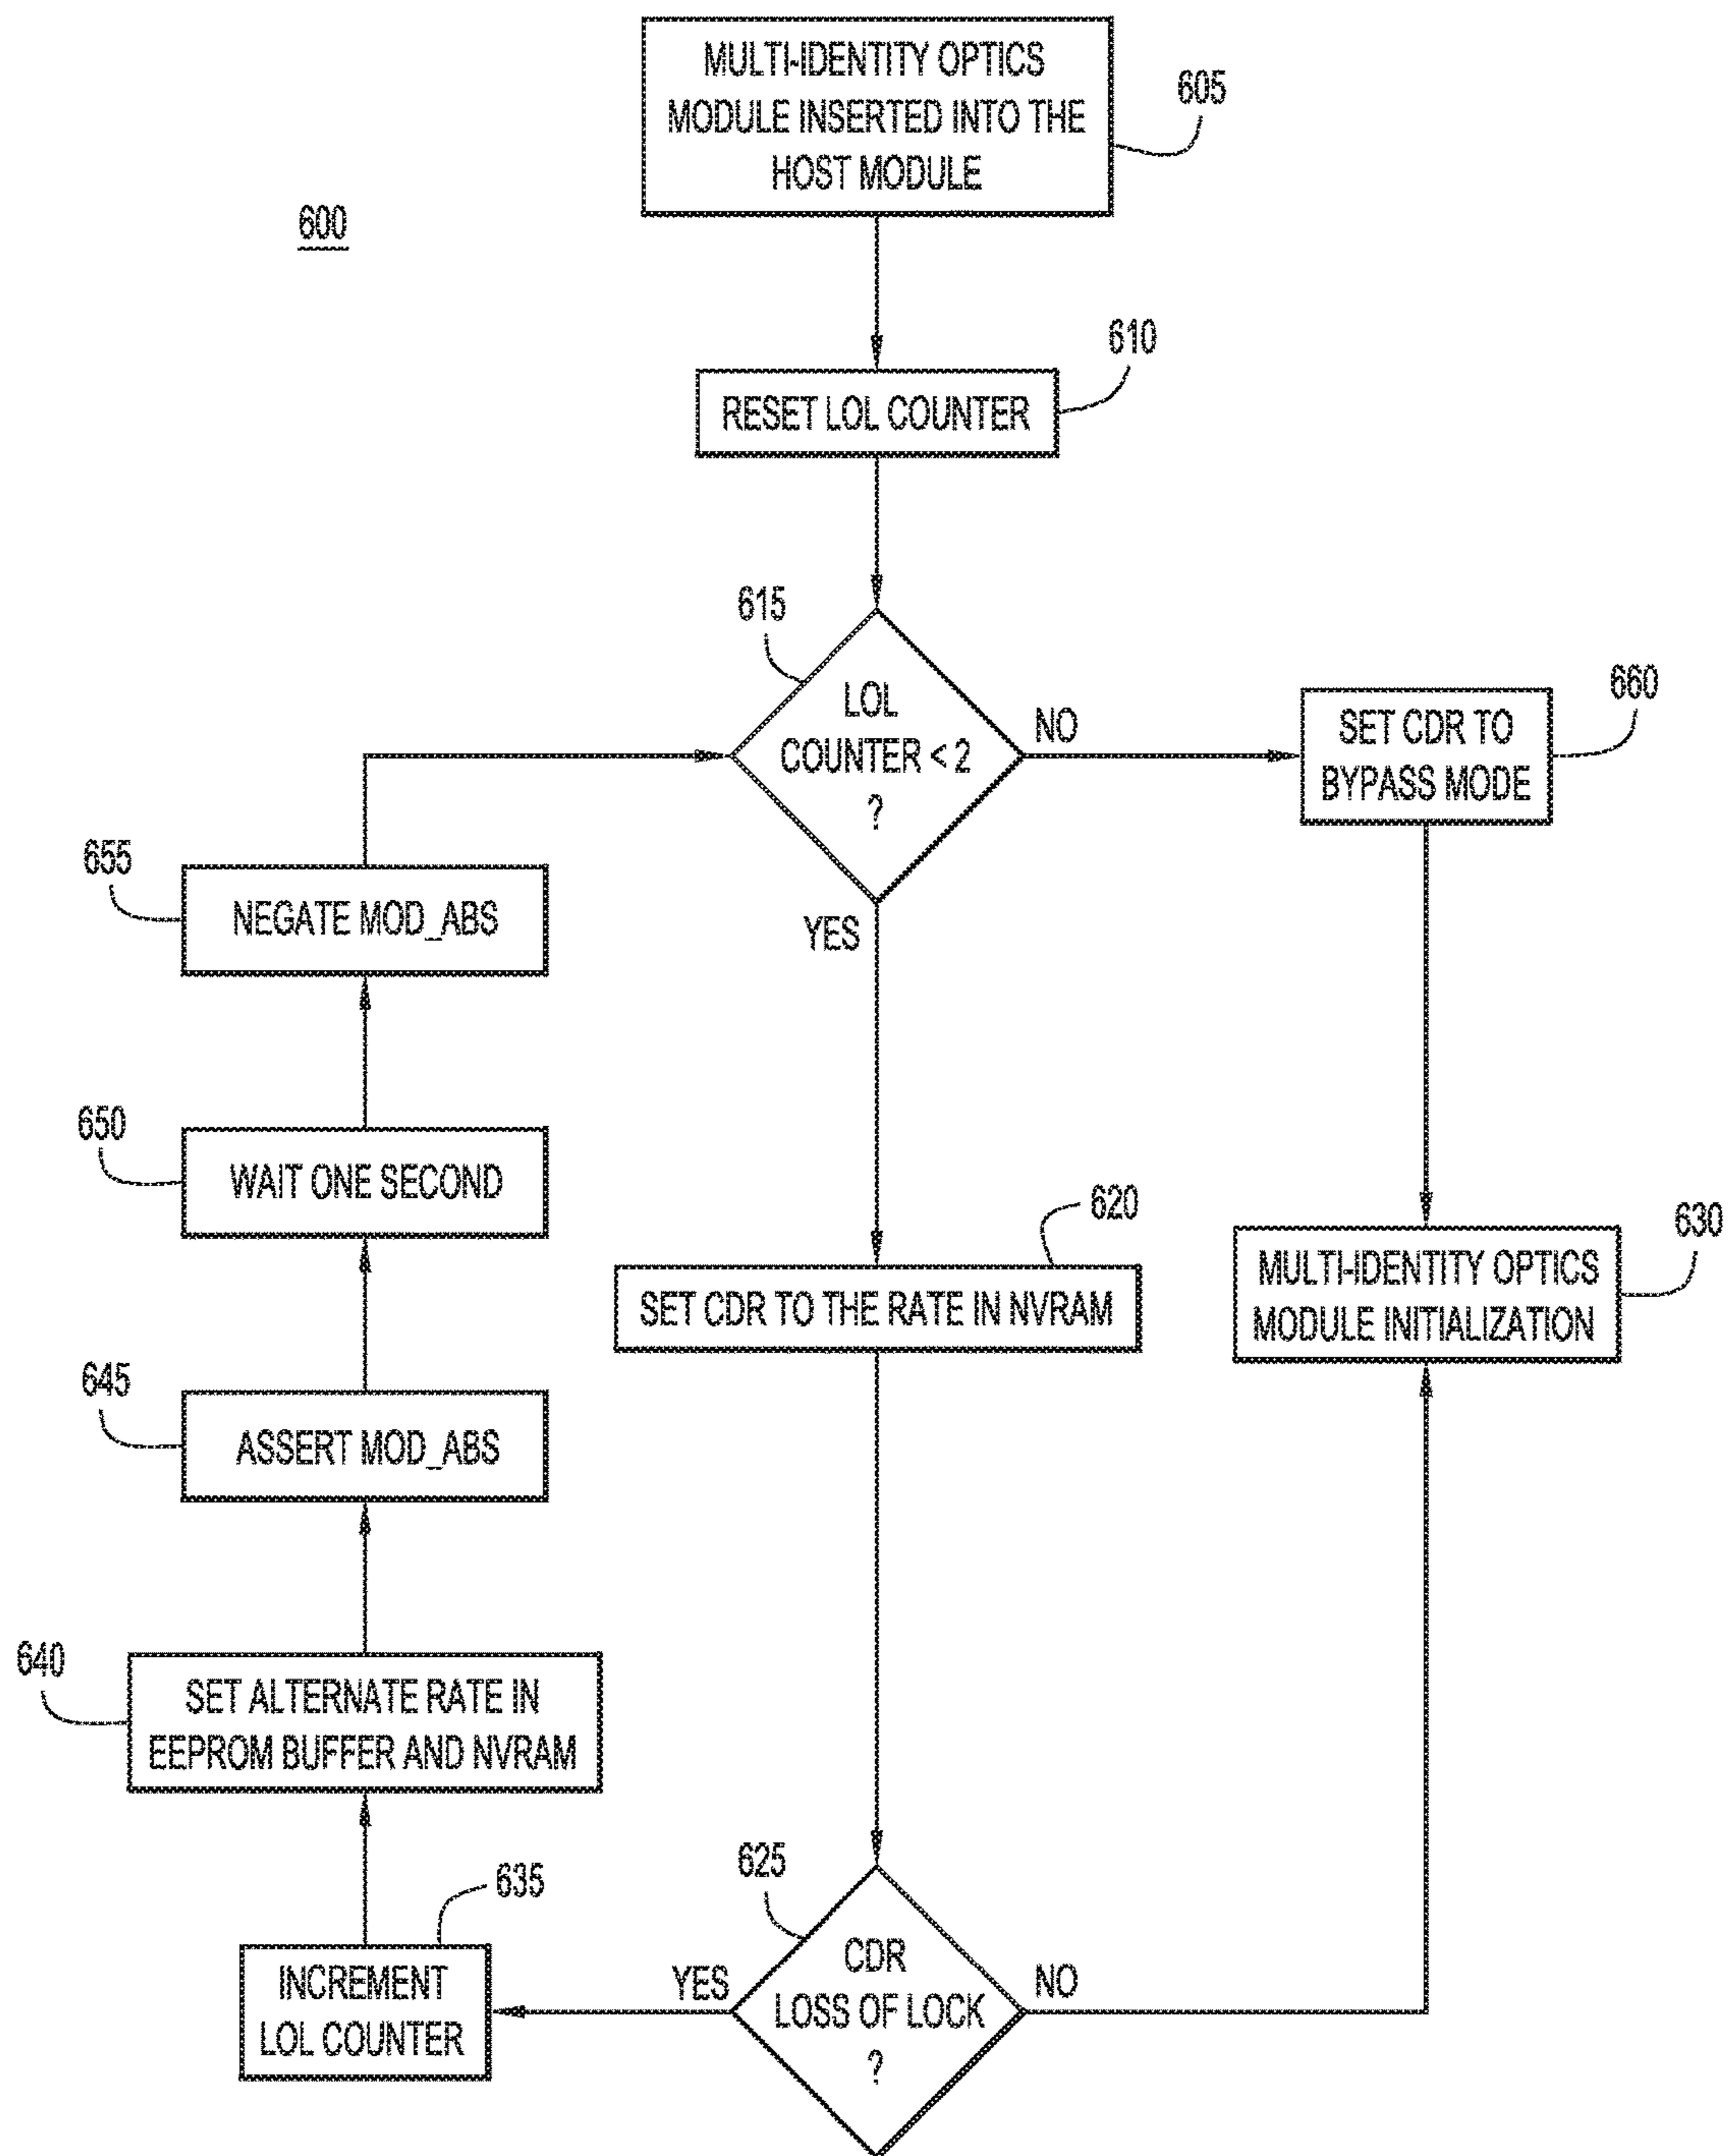 MULTI-IDENTITY OPTICS
MODULE INSERTED INTO THE
HOST MODULE
605
600
610
RESET LOL COUNTER
615
LOL
COUNTER < 2
?
NO
YES
660
SET CDR TO
BYPASS MODE
655
NEGATE MOD_ABS
650
WAIT ONE SECOND
620
SET CDR TO THE RATE IN NVRAM
630
MULTI-IDENTITY OPTICS
MODULE INITIALIZATION
645
ASSERT MOD_ABS
640
SET ALTERNATE RATE IN
EEPROM BUFFER AND NVRAM
635
INCREMENT
LOL COUNTER
625
YES
CDR
LOSS OF LOCK
?
NO